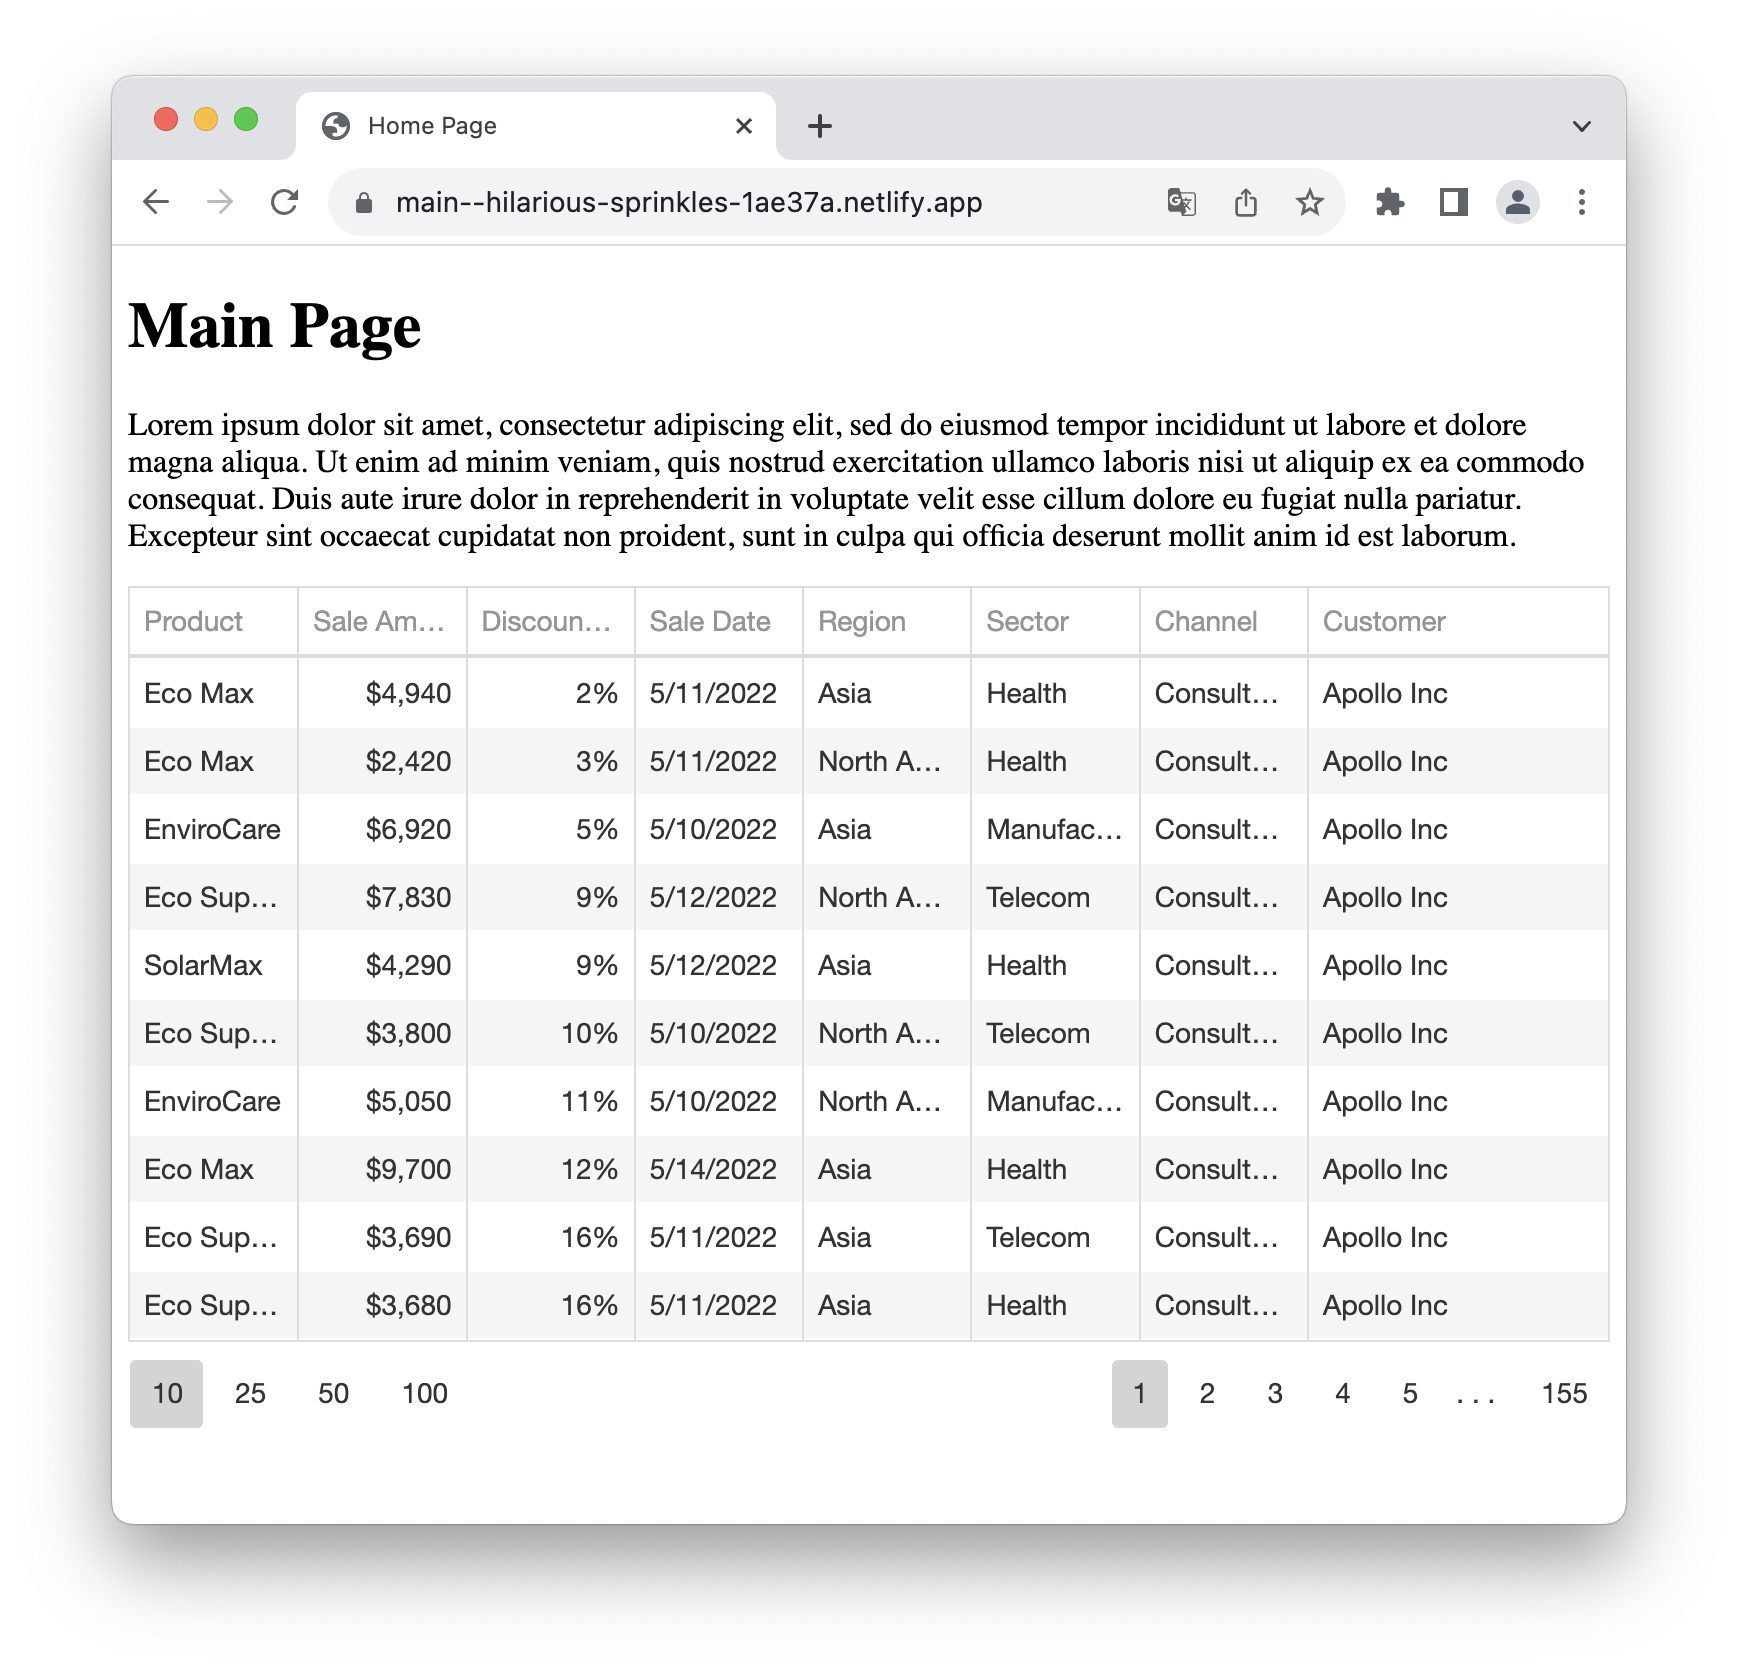 Home Page
main--hilarious-sprinkles-1ae37a.netlify.app
Main Page
Lorem ipsum dolor sit amet, consectetur adipiscing elit, sed do eiusmod tempor incididunt ut labore et dolore
magna aliqua. Ut enim ad minim veniam, quis nostrud exercitation ullamco laboris nisi ut aliquip ex ea commodo
consequat. Duis aute irure dolor in reprehenderit in voluptate velit esse cillum dolore eu fugiat nulla pariatur.
Excepteur sint occaecat cupidatat non proident, sunt in culpa qui officia deserunt mollit anim id est laborum.
Product Sale Am... Discoun... Sale Date Region Sector Channel Customer
Eco Max $4,940 2% 5/11/2022 Asia Health Consult... Apollo Inc
Eco Max $2,420 3% 5/11/2022 North A... Health Consult... Apollo Inc
EnviroCare $6,920 5% 5/10/2022 Asia Manufac... Consult... Apollo Inc
Eco Sup... $7,830 9% 5/12/2022 North A... Telecom Consult... Apollo Inc
SolarMax $4,290 9% 5/12/2022 Asia Health Consult... Apollo Inc
Eco Sup... $3,800 10% 5/10/2022 North A... Telecom Consult... Apollo Inc
EnviroCare $5,050 11% 5/10/2022 North A... Manufac... Consult... Apollo Inc
Eco Max $9,700 12% 5/14/2022 Asia Health Consult... Apollo Inc
Eco Sup... $3,690 16% 5/11/2022 Asia Telecom Consult... Apollo Inc
Eco Sup... $3,680 16% 5/11/2022 Asia Health Consult... Apollo Inc
10 25 50 100 1 2 3 4 5 . . . 155